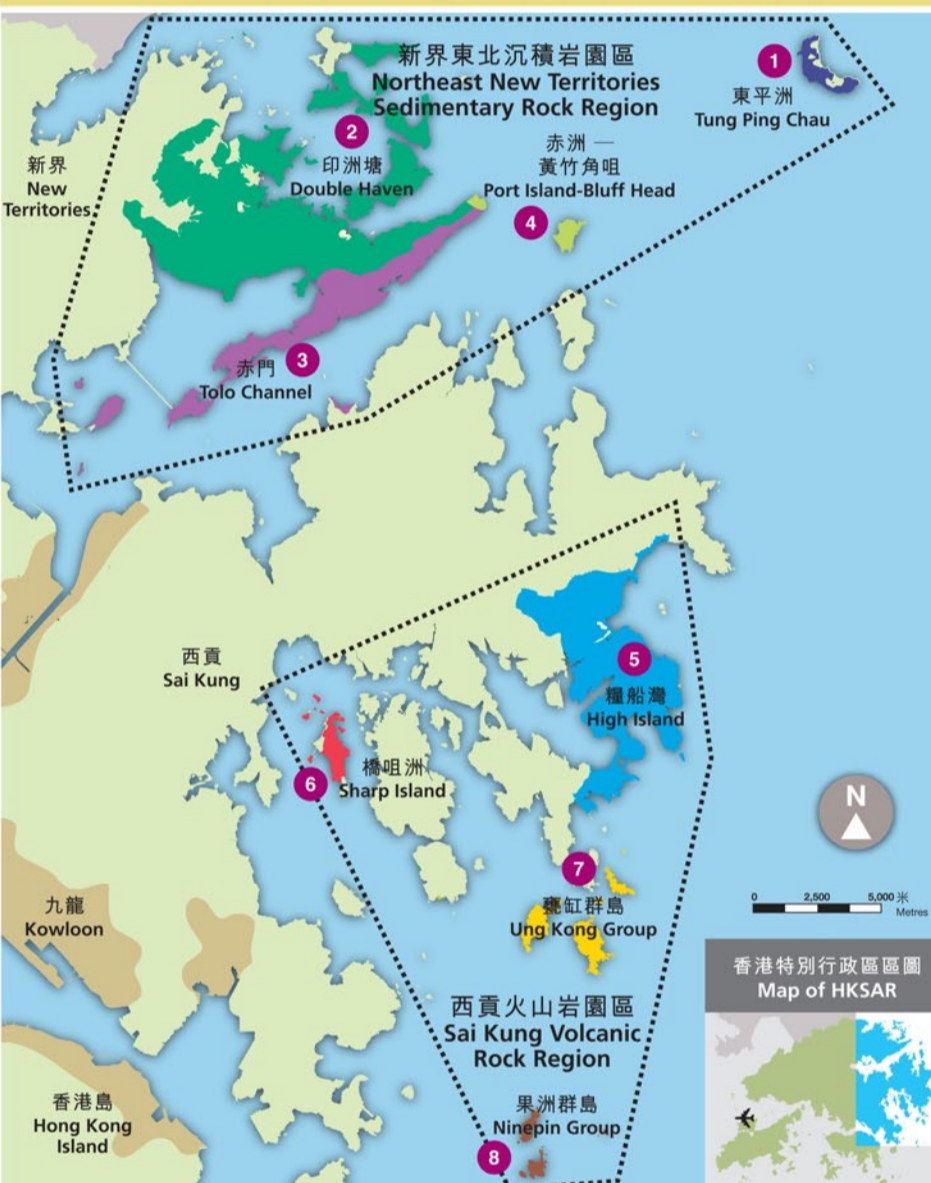 新界東北沉積岩園區
Northeast New Territories
Sedimentary Rock Region
1
東平洲
Tung Ping Chau
2
印洲塘
Double Haven
新界
New
Territories
赤洲 —
黃竹角咀
Port Island-Bluff Head
4
赤門
3
Tolo Channel
西貢
Sai Kung
5
糧船灣
High Island
6
橋咀洲
Sharp Island
N
7
甕缸群島
Ung Kong Group
0 2,500 5,000 米
Metres
九龍
Kowloon
香港特別行政區區圖
Map of HKSAR
西貢火山岩園區
Sai Kung Volcanic
Rock Region
香港島
Hong Kong
Island
果洲群島
Ninepin Group
8